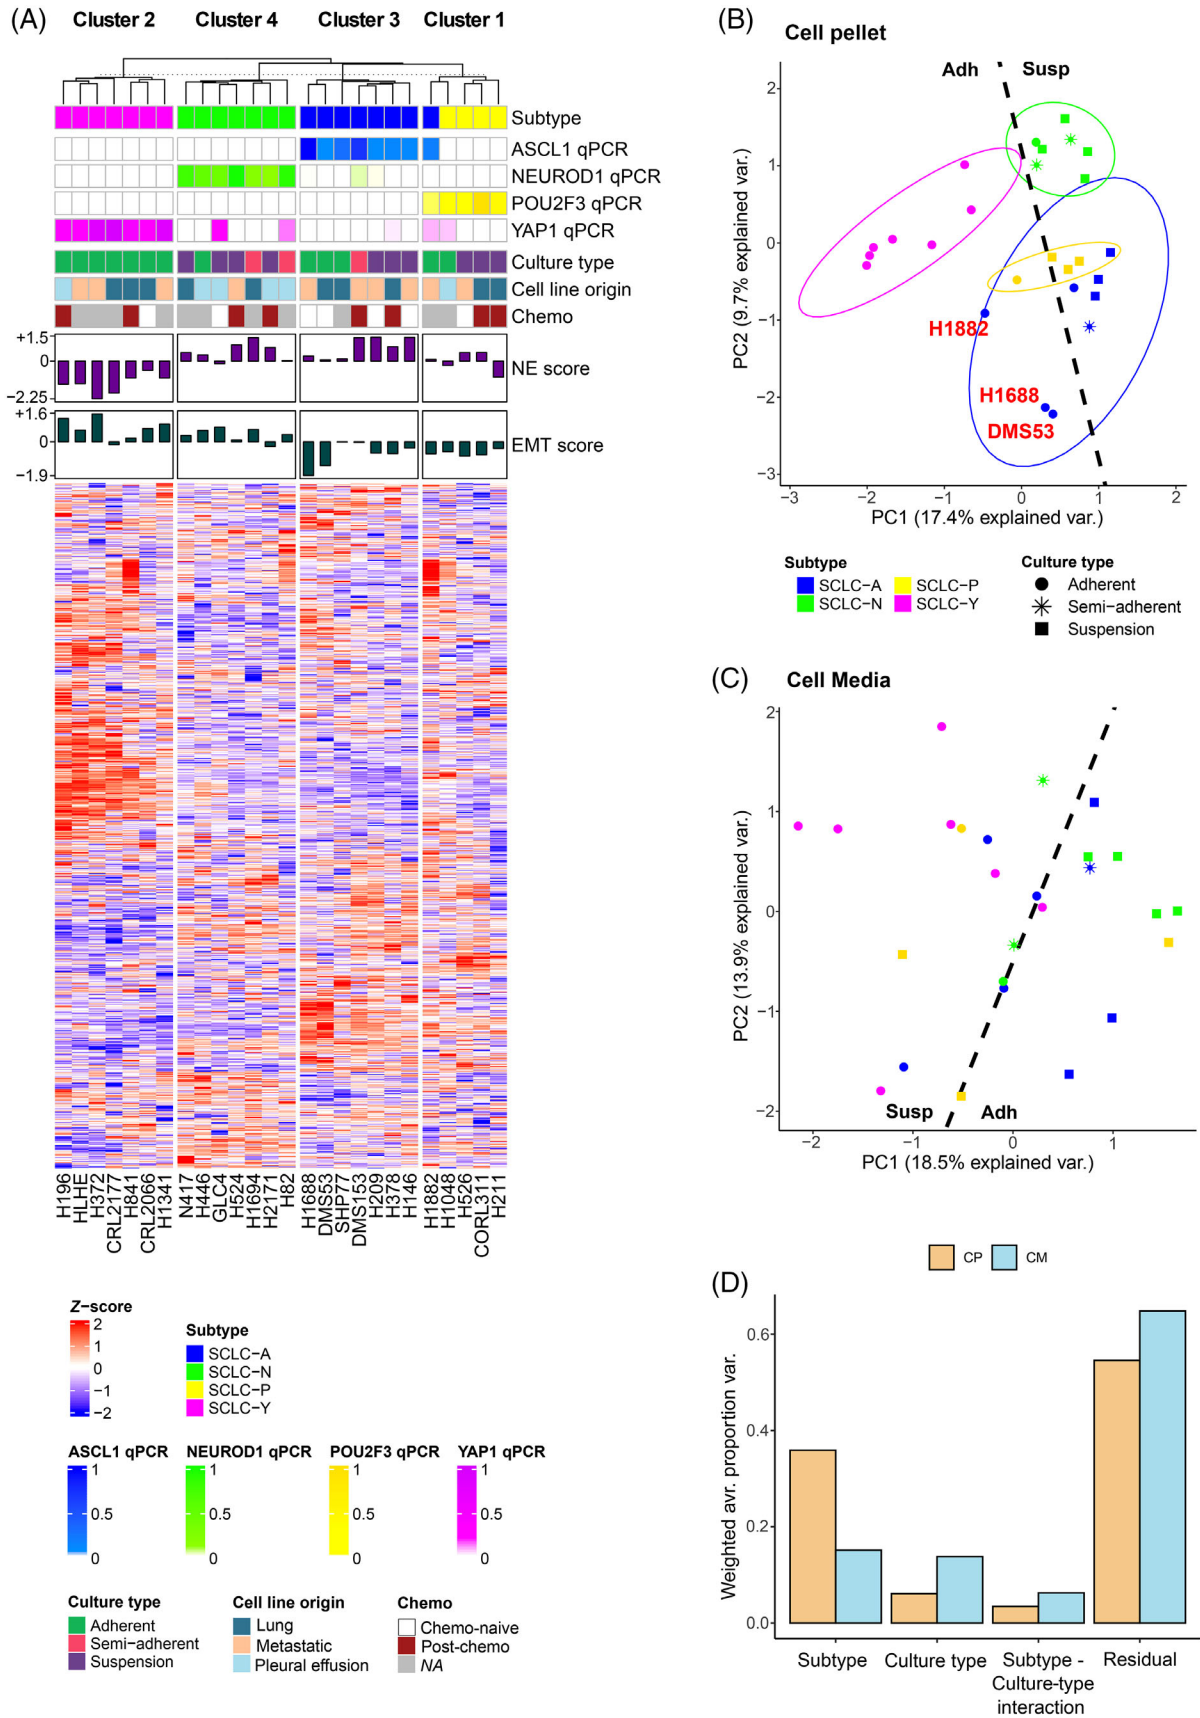 (A)
Cluster 2
Cluster 4
Cluster 3
Cluster 1
Subtype
ASCL1 qPCR
NEUROD1 qPCR
POU2F3 qPCR
YAP1 qPCR
Culture type
Cell line origin
Chemo
+1.5
0
−2.25
NE score
+1.6
0
−1.9
EMT score
H196
HLHE
H372
CRL2177
H841
CRL2066
H1341
N417
H446
GLC4
H524
H1694
H2171
H82
H1688
DMS53
SHP77
DMS153
H209
H378
H146
H1882
H1048
H526
CORL311
H211
Z−score
2
1
0
−1
−2
Subtype
SCLC−A
SCLC−N
SCLC−P
SCLC−Y
ASCL1 qPCR
1
0.5
0
NEUROD1 qPCR
1
0.5
0
POU2F3 qPCR
1
0.5
0
YAP1 qPCR
1
0.5
0
Culture type
Adherent
Semi−adherent
Suspension
Cell line origin
Lung
Metastatic
Pleural effusion
Chemo
Chemo−naive
Post−chemo
NA
(B)
Cell pellet
Adh
Susp
PC2 (9.7% explained var.)
2
1
0
−1
−2
−3
H1882
H1688
DMS53
−3
−2
−1
0
1
2
PC1 (17.4% explained var.)
Subtype
SCLC−A
SCLC−P
SCLC−N
SCLC−Y
Culture type
Adherent
Semi−adherent
Suspension
(C)
Cell Media
PC2 (13.9% explained var.)
2
1
0
−1
−2
Susp
Adh
−2
−1
0
1
PC1 (18.5% explained var.)
CP
CM
(D)
Weighted avr. proportion var.
0.6
0.4
0.2
0.0
Subtype
Culture type
Subtype -
Culture-type
interaction
Residual